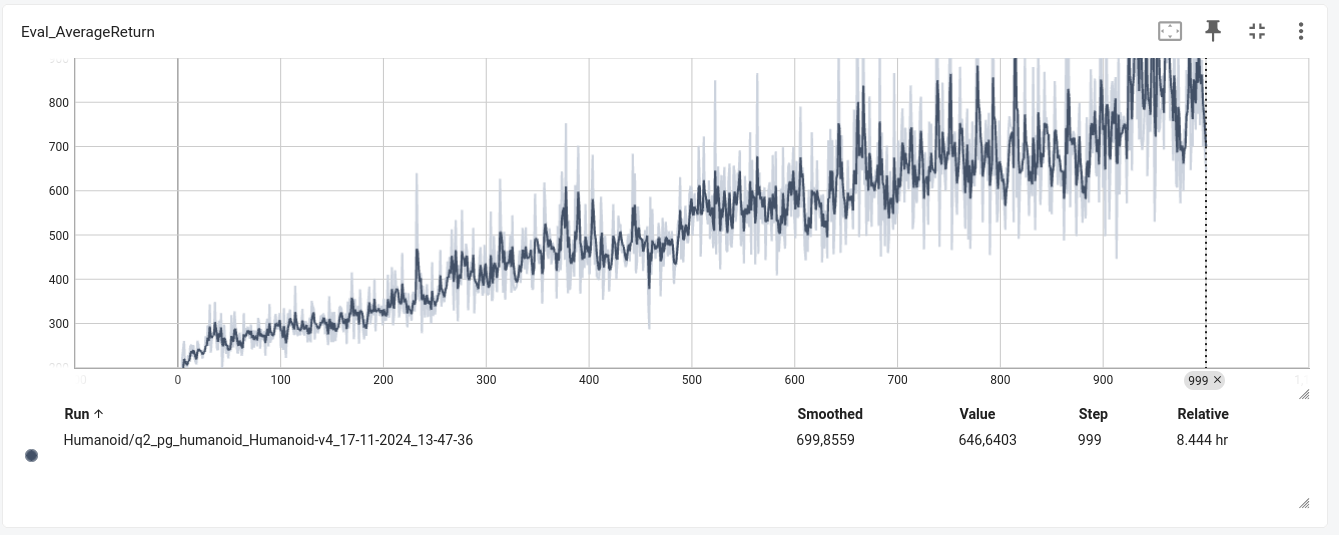 Eval_AverageReturn
900
800
700
600
500
400
300
200
0 100 200 300 400 500 600 700 800 900 999 ×
Run ↑ Smoothed Value Step Relative
Humanoid/q2_pg_humanoid_Humanoid-v4_17-11-2024_13-47-36 699,8559 646,6403 999 8.444 hr